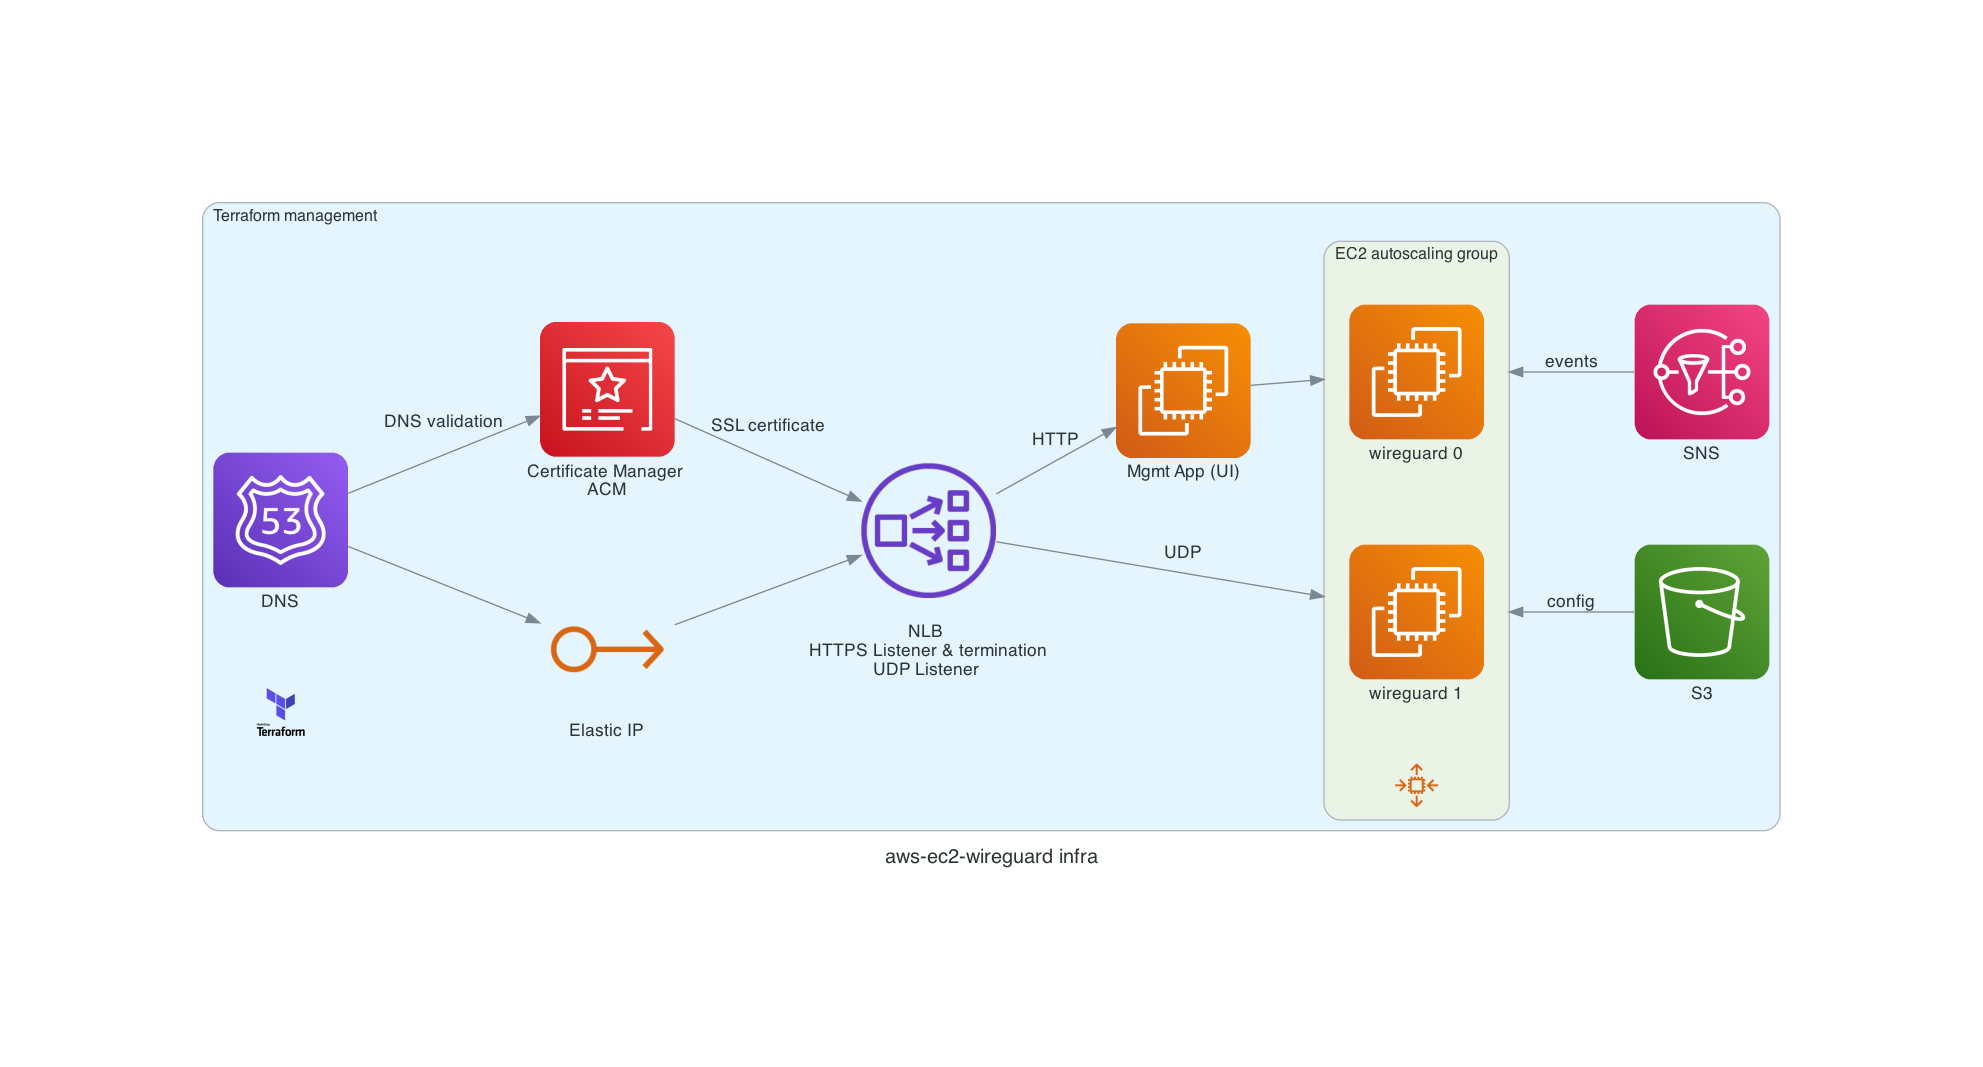 Terraform management
EC2 autoscaling group
DNS validation
SSL certificate
Certificate Manager
ACM
53
DNS
HTTP
Mgmt App (UI)
wireguard 0
events
SNS
NLB
HTTPS Listener & termination
UDP Listener
UDP
wireguard 1
config
S3
Elastic IP
Terraform
aws-ec2-wireguard infra